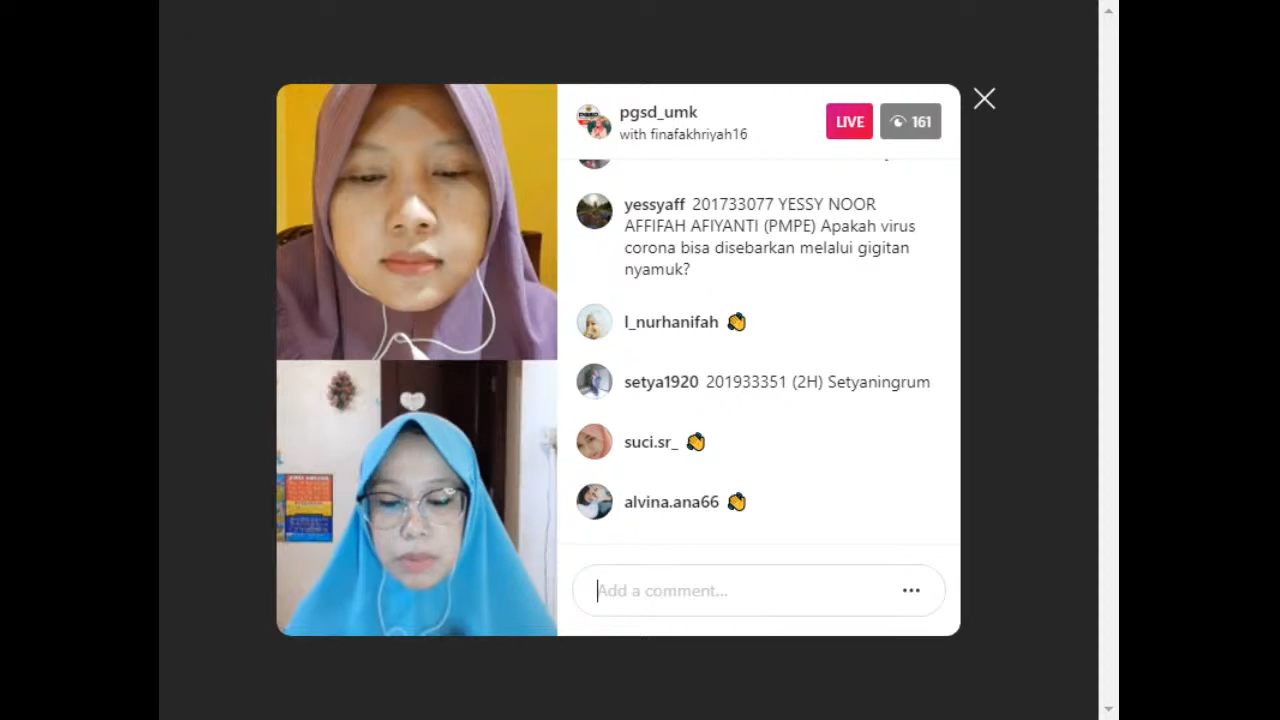 pgsd_umk
with finafakhriyah16
LIVE
161
yessyaff 201733077 YESSY NOOR
AFFIFAH AFIYANTI (PMPE) Apakah virus
corona bisa disebarkan melalui gigitan
nyamuk?
l_nurhanifah
setya1920 201933351 (2H) Setyaningrum
suci.sr_
alvina.ana66
Add a comment...